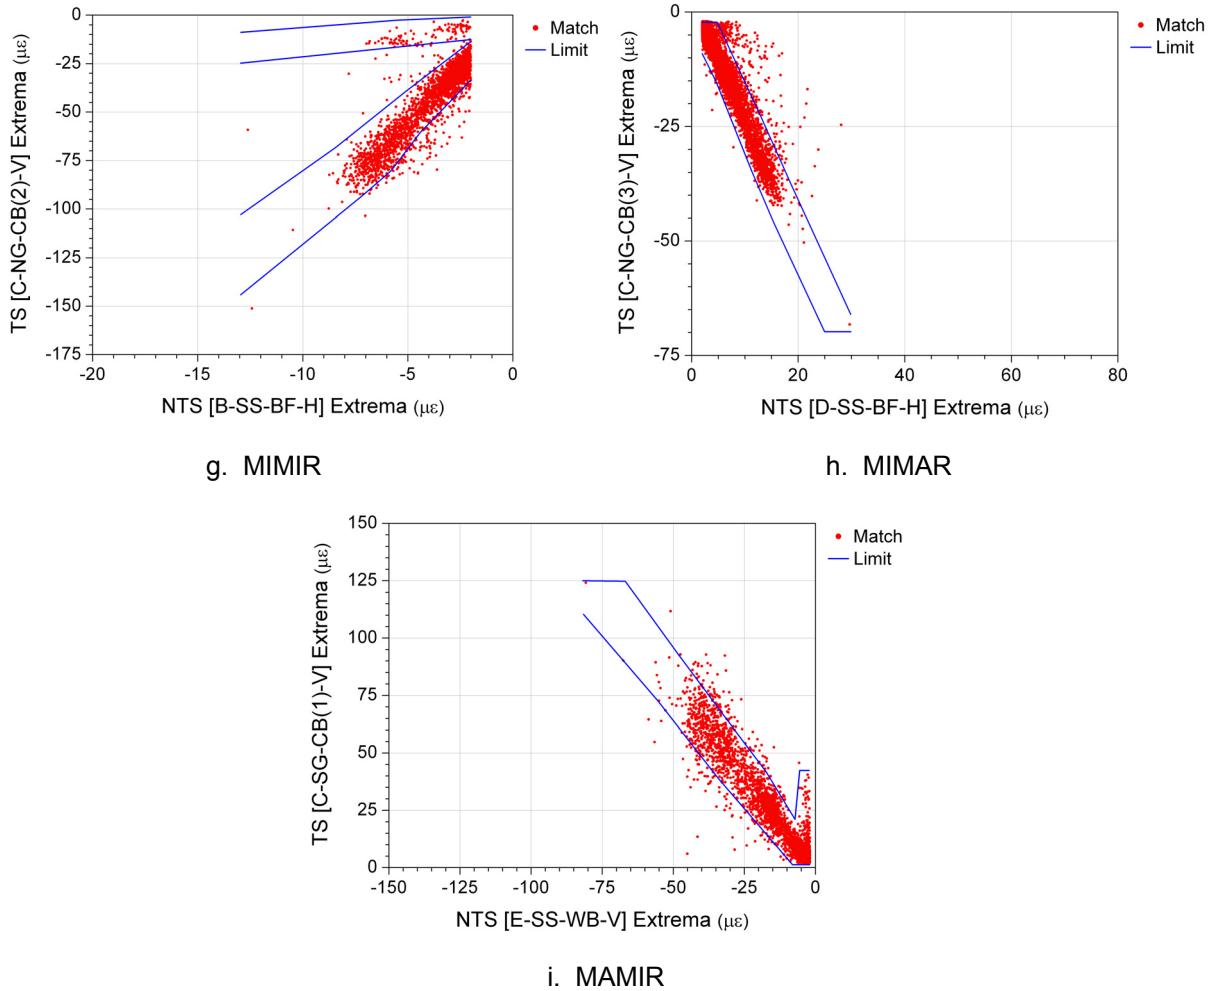 0
-25
-50
-75
-100
-125
-150
-175
-20
-15
-10
-5
0
TS [C-NG-CB(2)-V] Extrema (με)
NTS [B-SS-BF-H] Extrema (με)
Match
Limit
g. MIMIR
0
-25
-50
-75
0
20
40
60
80
TS [C-NG-CB(3)-V] Extrema (με)
NTS [D-SS-BF-H] Extrema (με)
Match
Limit
h. MIMAR
150
125
100
75
50
25
0
-150
-125
-100
-75
-50
-25
0
TS [C-SG-CB(1)-V] Extrema (με)
NTS [E-SS-WB-V] Extrema (με)
Match
Limit
i. MAMIR